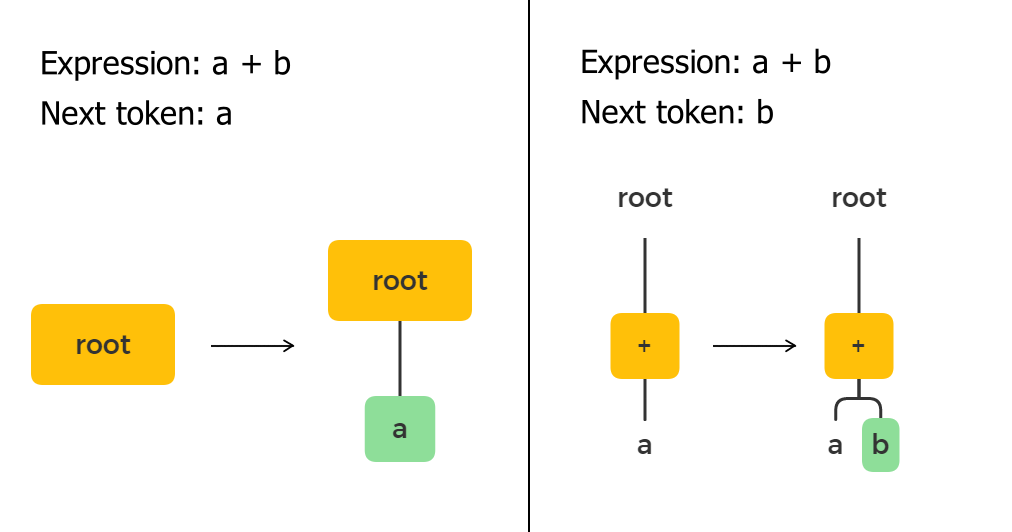 Expression: a + b
Next token: a
root
root
a
Expression: a + b
Next token: b
root
root
+
+
a
a
b